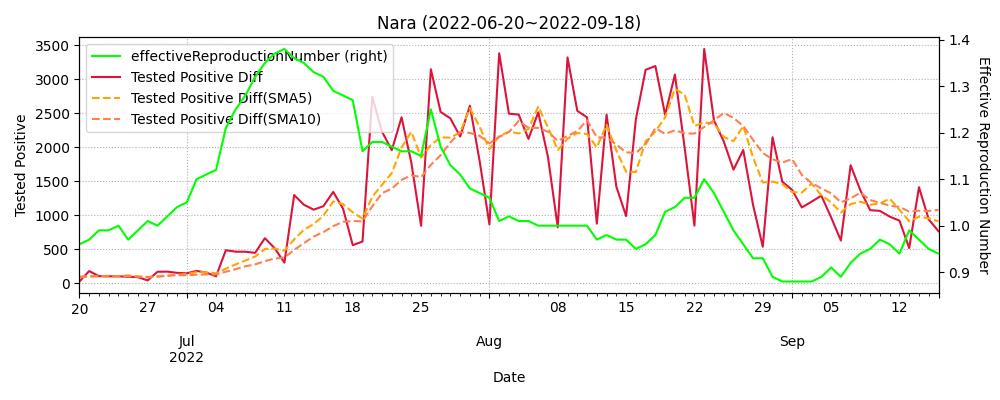 Nara (2022-06-20~2022-09-18)
effectiveReproductionNumber (right)
Tested Positive Diff
Tested Positive Diff(SMA5)
Tested Positive Diff(SMA10)
Tested Positive
3500
3000
2500
2000
1500
1000
500
0
1.4
1.3
1.2
1.1
1.0
0.9
Effective Reproduction Number
20 27 04 11 18 25 08 15 22 29 05 12
Jul Aug Sep
2022
Date